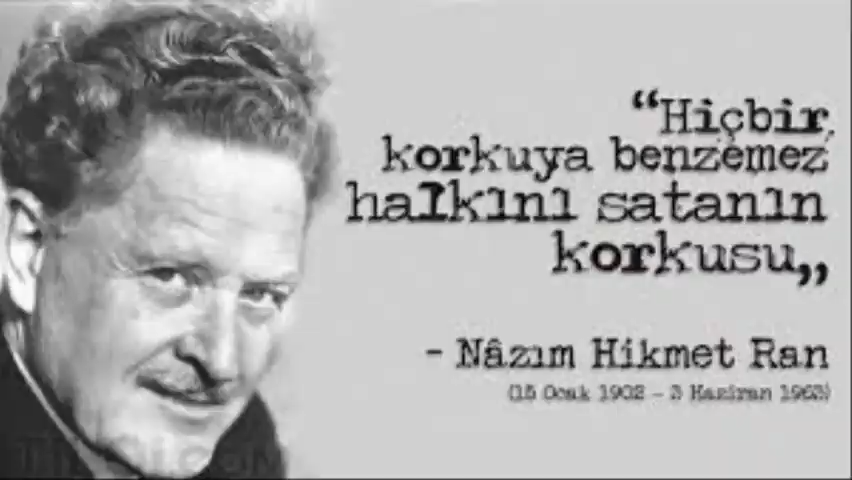 “Hiçbir
korkuya benzemez
halkını satanın
korkusu„
- Nâzım Hikmet Ran
(15 Ocak 1902 - 3 Haziran 1963)